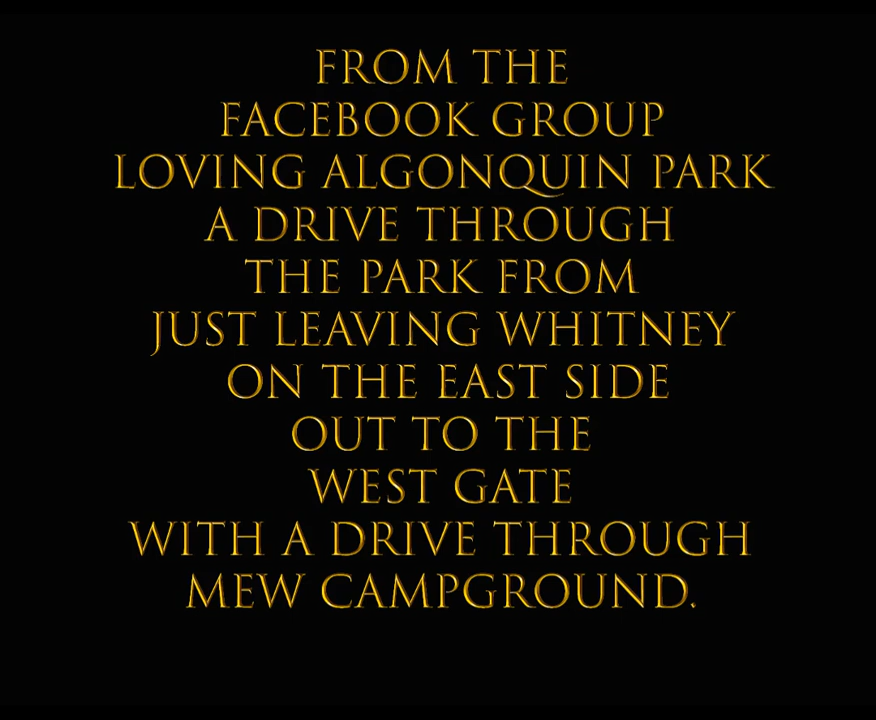 FROM THE
FACEBOOK GROUP
LOVING ALGONQUIN PARK
A DRIVE THROUGH
THE PARK FROM
JUST LEAVING WHITNEY
ON THE EAST SIDE
OUT TO THE
WEST GATE
WITH A DRIVE THROUGH
MEW CAMPGROUND.